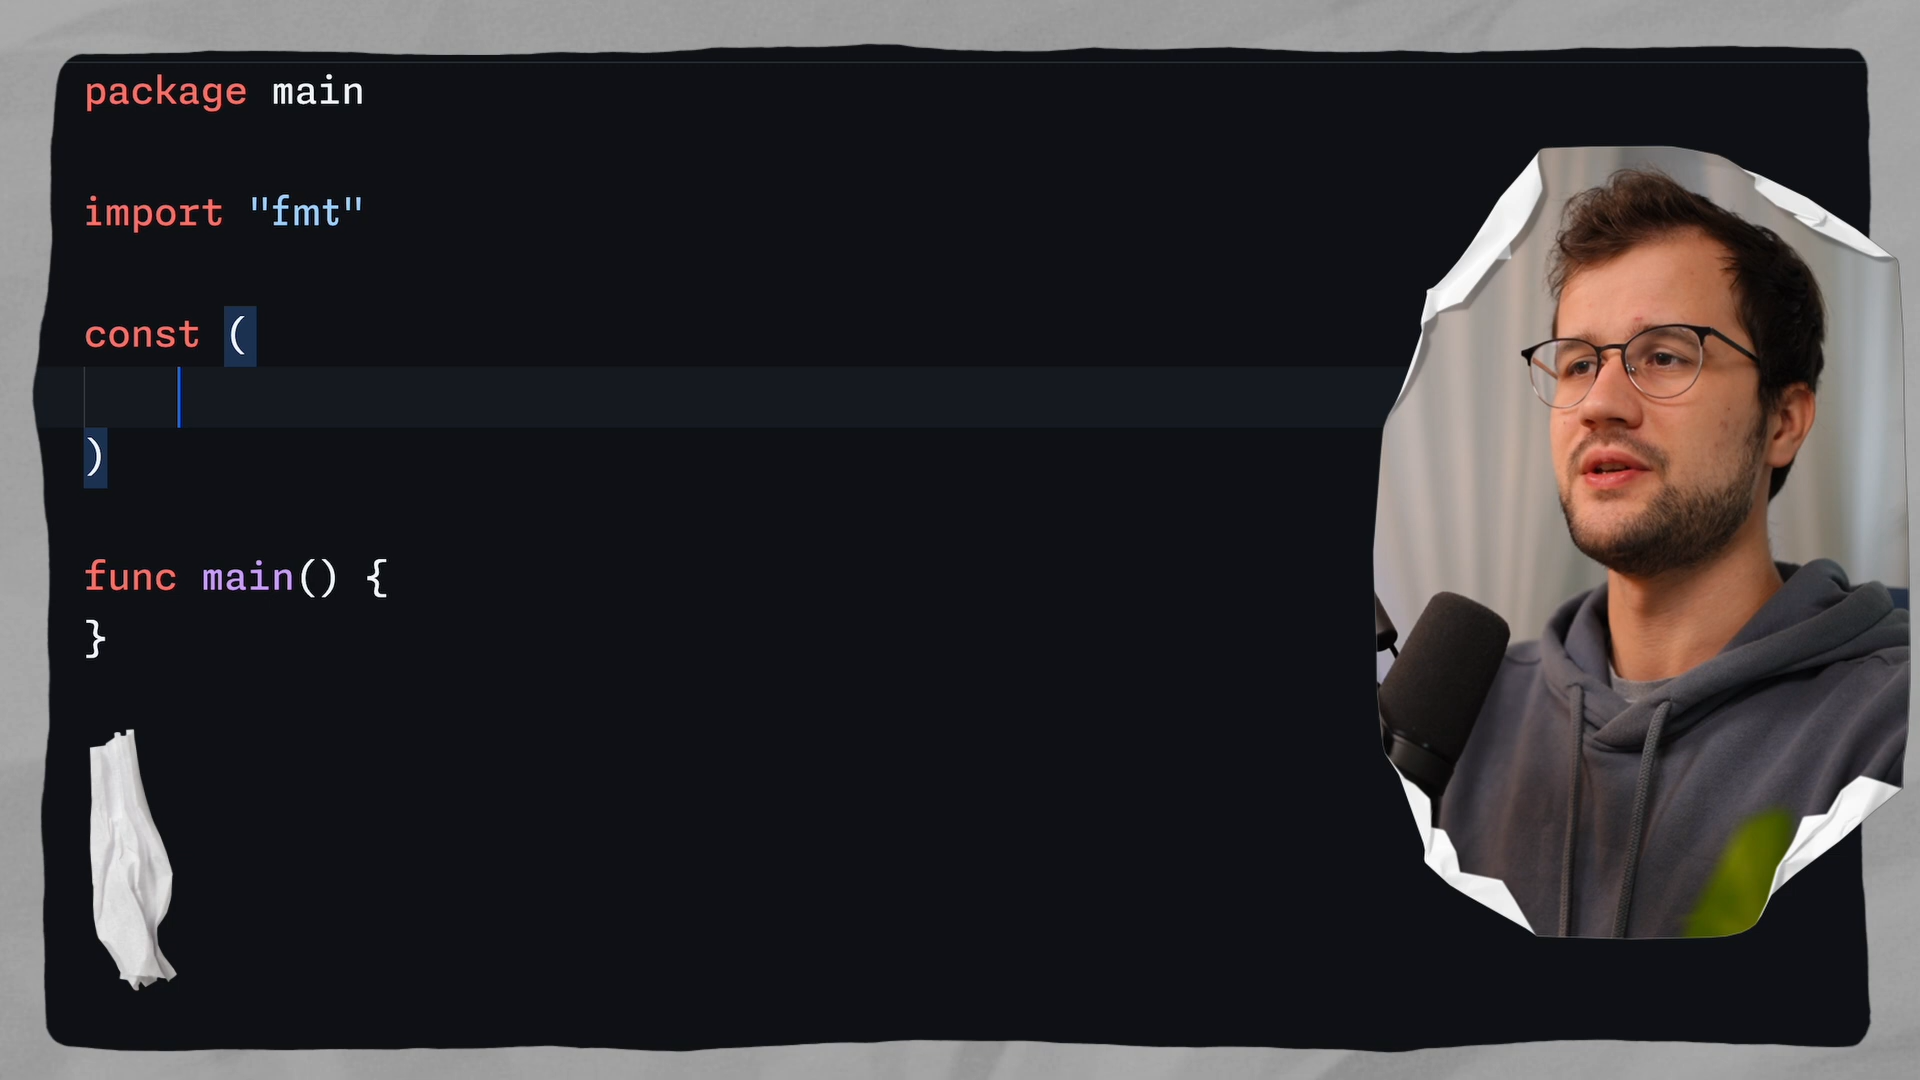 package main
import "fmt"
const (
)
func main() {
}